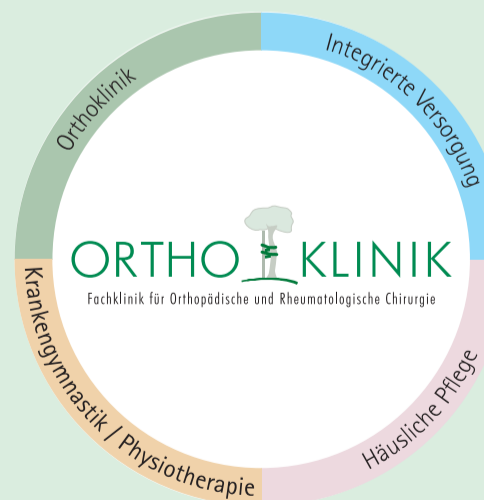 Orthoklinik
Integrierte Versorgung
ORTHO KLINIK
Fachklinik für Orthopädische und Rheumatologische Chirurgie
Krankengymnastik / Physiotherapie
Häusliche Pflege